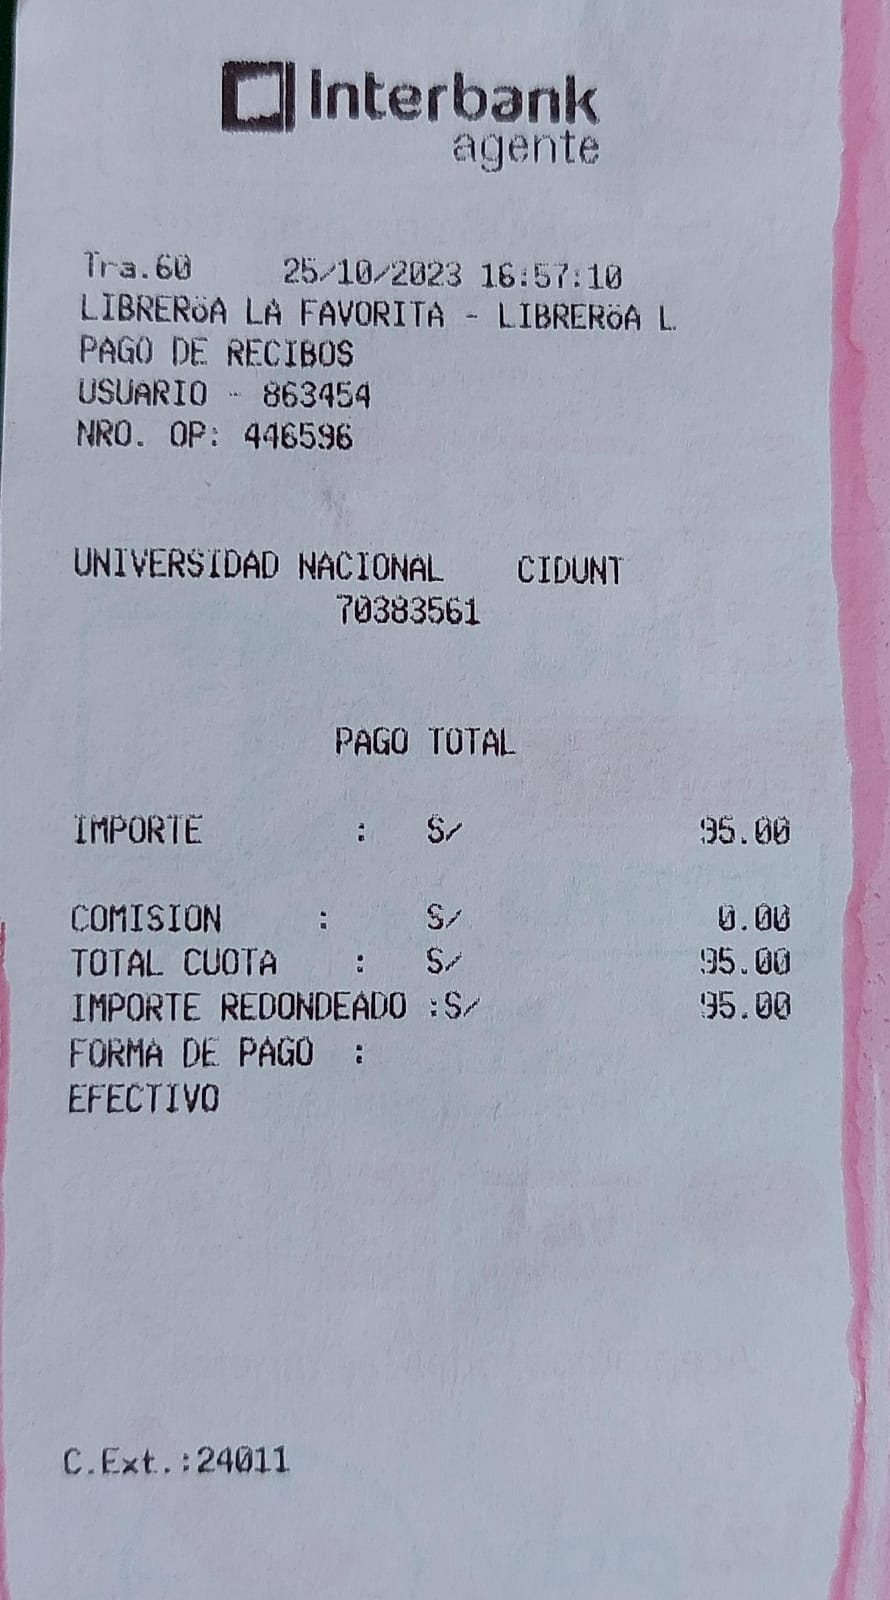 Interbank
agente
Tra.60 25/10/2023 16:57:10
LIBRERöA LA FAVORITA - LIBRERöA L
PAGO DE RECIBOS
USUARIO - 863454
NRO. OP: 446596
UNIVERSIDAD NACIONAL CIDUNT
70383561
PAGO TOTAL
IMPORTE : S/ 95.00
COMISION : S/ 0.00
TOTAL CUOTA : S/ 95.00
IMPORTE REDONDEADO :S/ 95.00
FORMA DE PAGO :
EFECTIVO
C.Ext.:24011